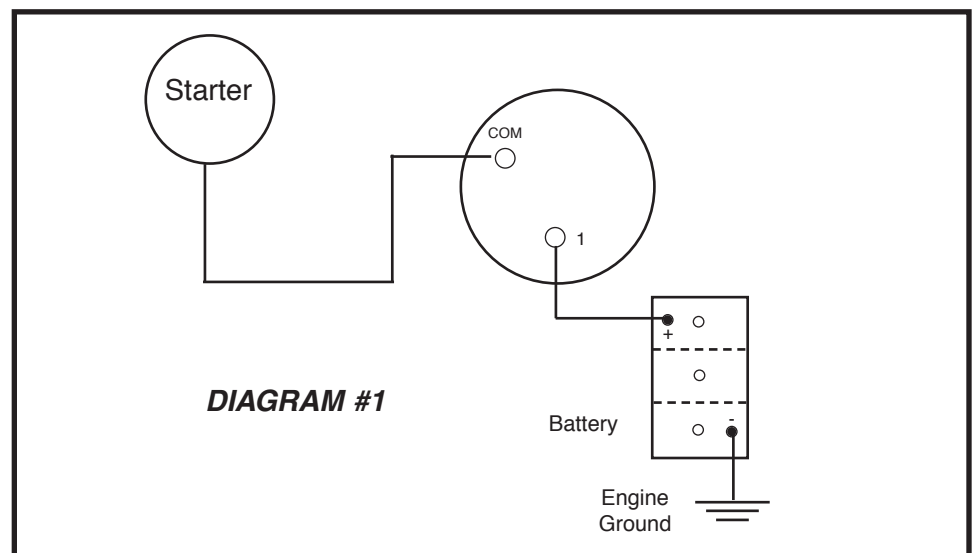 Starter
COM
1
+
DIAGRAM #1
Battery
-
Engine
Ground